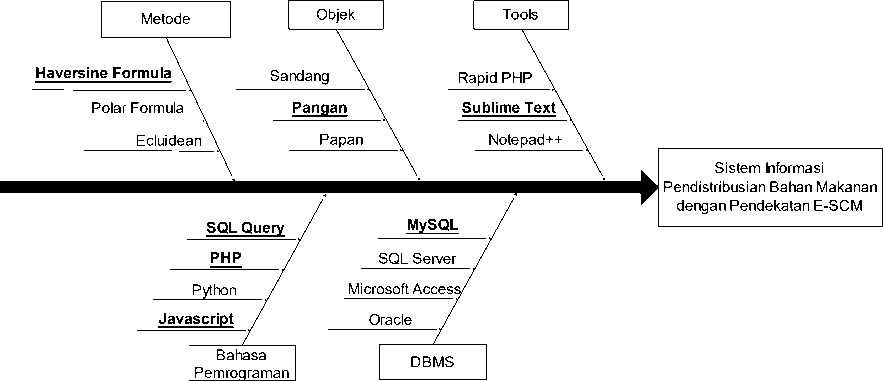 Metode
Objek
Tools
Haversine Formula
Polar Formula
Ecluidean
Sandang
Pangan
Papan
Rapid PHP
Sublime Text
Notepad++
Sistem Informasi
Pendistribusian Bahan Makanan
dengan Pendekatan E-SCM
SQL Query
PHP
Python
Javascript
Bahasa
Pemrograman
MySQL
SQL Server
Microsoft Access
Oracle
DBMS